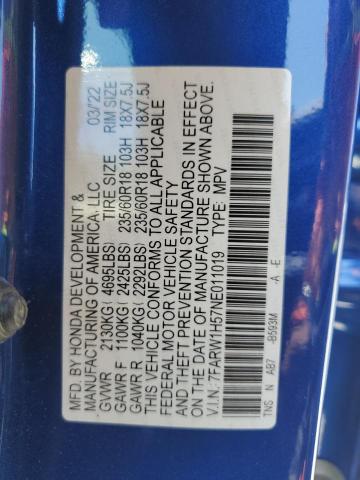 MFD. BY HONDA DEVELOPMENT &
MANUFACTURING OF AMERICA, LLC 03/22
GVWR 2130KG( 4695LBS) TIRE SIZE RIM SIZE
GAWR F 1100KG( 2425LBS) 235/60R18 103H 18X7.5J
GAWR R 1040KG( 2292LBS) 235/60R18 103H 18X7.5J
THIS VEHICLE CONFORMS TO ALL APPLICABLE
FEDERAL MOTOR VEHICLE SAFETY
AND THEFT PREVENTION STANDARDS IN EFFECT
ON THE DATE OF MANUFACTURE SHOWN ABOVE.
V.I.N: 7FARW1H57NE011019 TYPE: MPV
TNS N AB7 -B593M -A -E